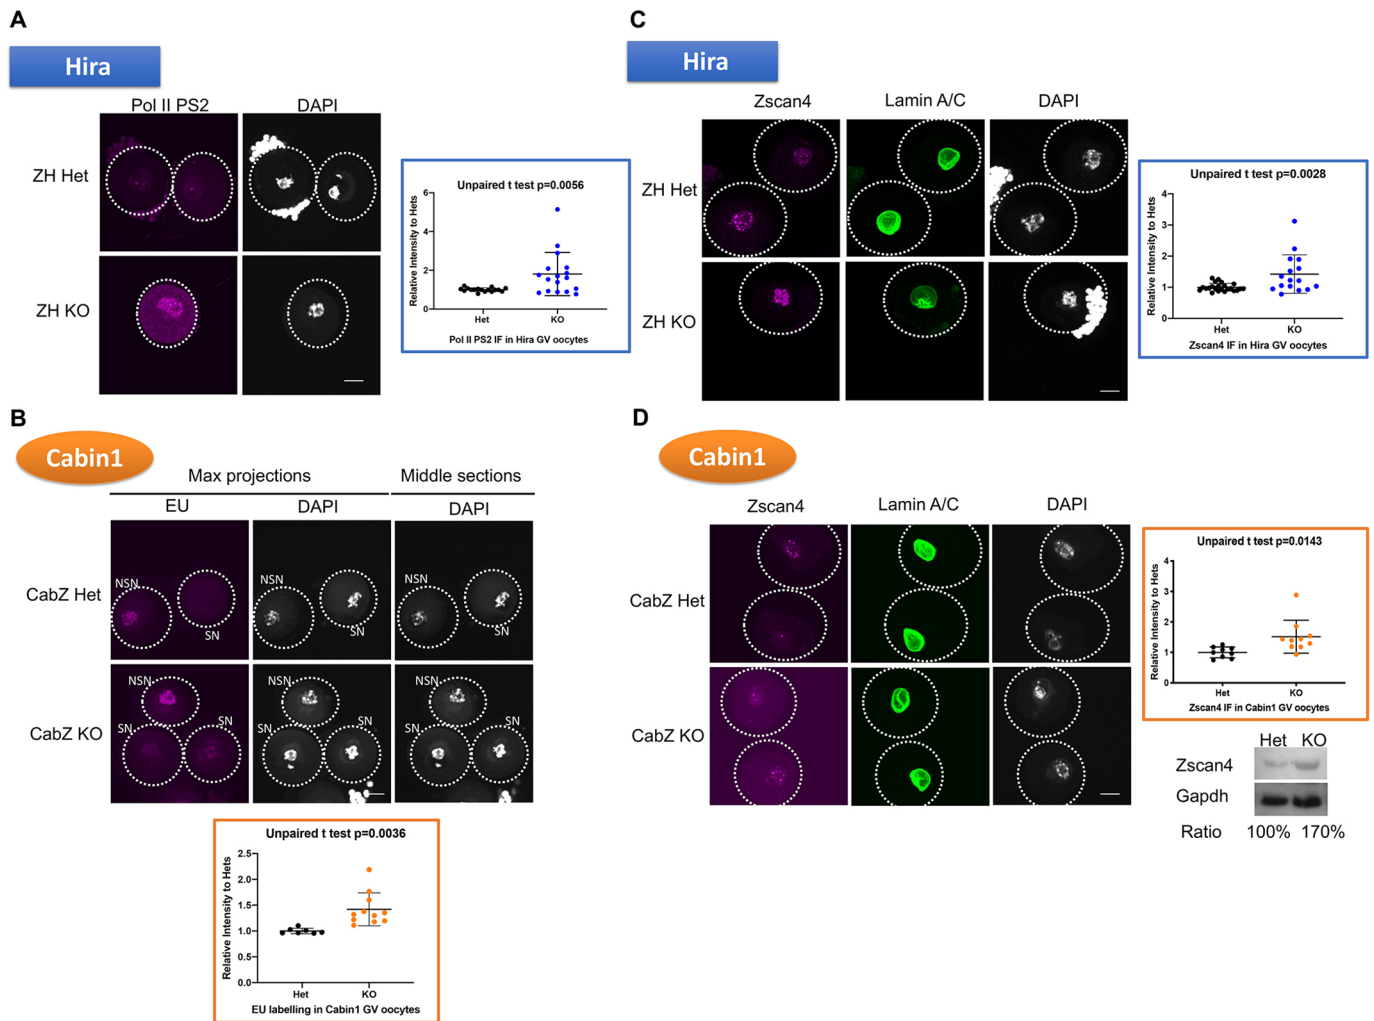 A
Hira
Pol II PS2 DAPI
ZH Het
ZH KO
Unpaired t test p=0.0056
Relative Intensity to Hets
6
4
2
0
Het KO
Pol II PS2 IF in Hira GV oocytes
B
Cabin1
Max projections Middle sections
EU DAPI DAPI
CabZ Het
NSN SN NSN SN NSN SN
CabZ KO
NSN NSN NSN
SN SN SN SN SN SN
Unpaired t test p=0.0036
Relative Intensity to Hets
2.5
2.0
1.5
1.0
0.5
0.0
Het KO
EU labelling in Cabin1 GV oocytes
C
Hira
Zscan4 Lamin A/C DAPI
ZH Het
ZH KO
Unpaired t test p=0.0028
Relative Intensity to Hets
4
3
2
1
0
Het KO
Zscan4 IF in Hira GV oocytes
D
Cabin1
Zscan4 Lamin A/C DAPI
CabZ Het
CabZ KO
Unpaired t test p=0.0143
Relative Intensity to Hets
4
3
2
1
0
Het KO
Zscan4 IF in Cabin1 GV oocytes
Het KO
Zscan4
Gapdh
Ratio 100% 170%